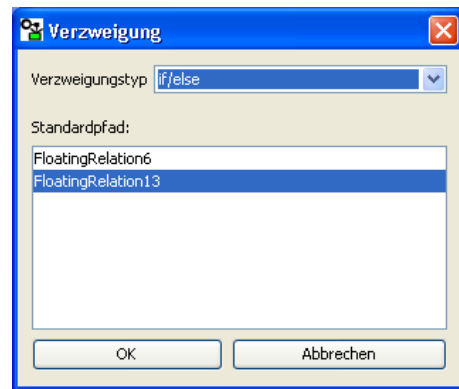 Verzweigung
Verzweigungstyp if/else
Standardpfad:
FloatingRelation6
FloatingRelation13
OK Abbrechen